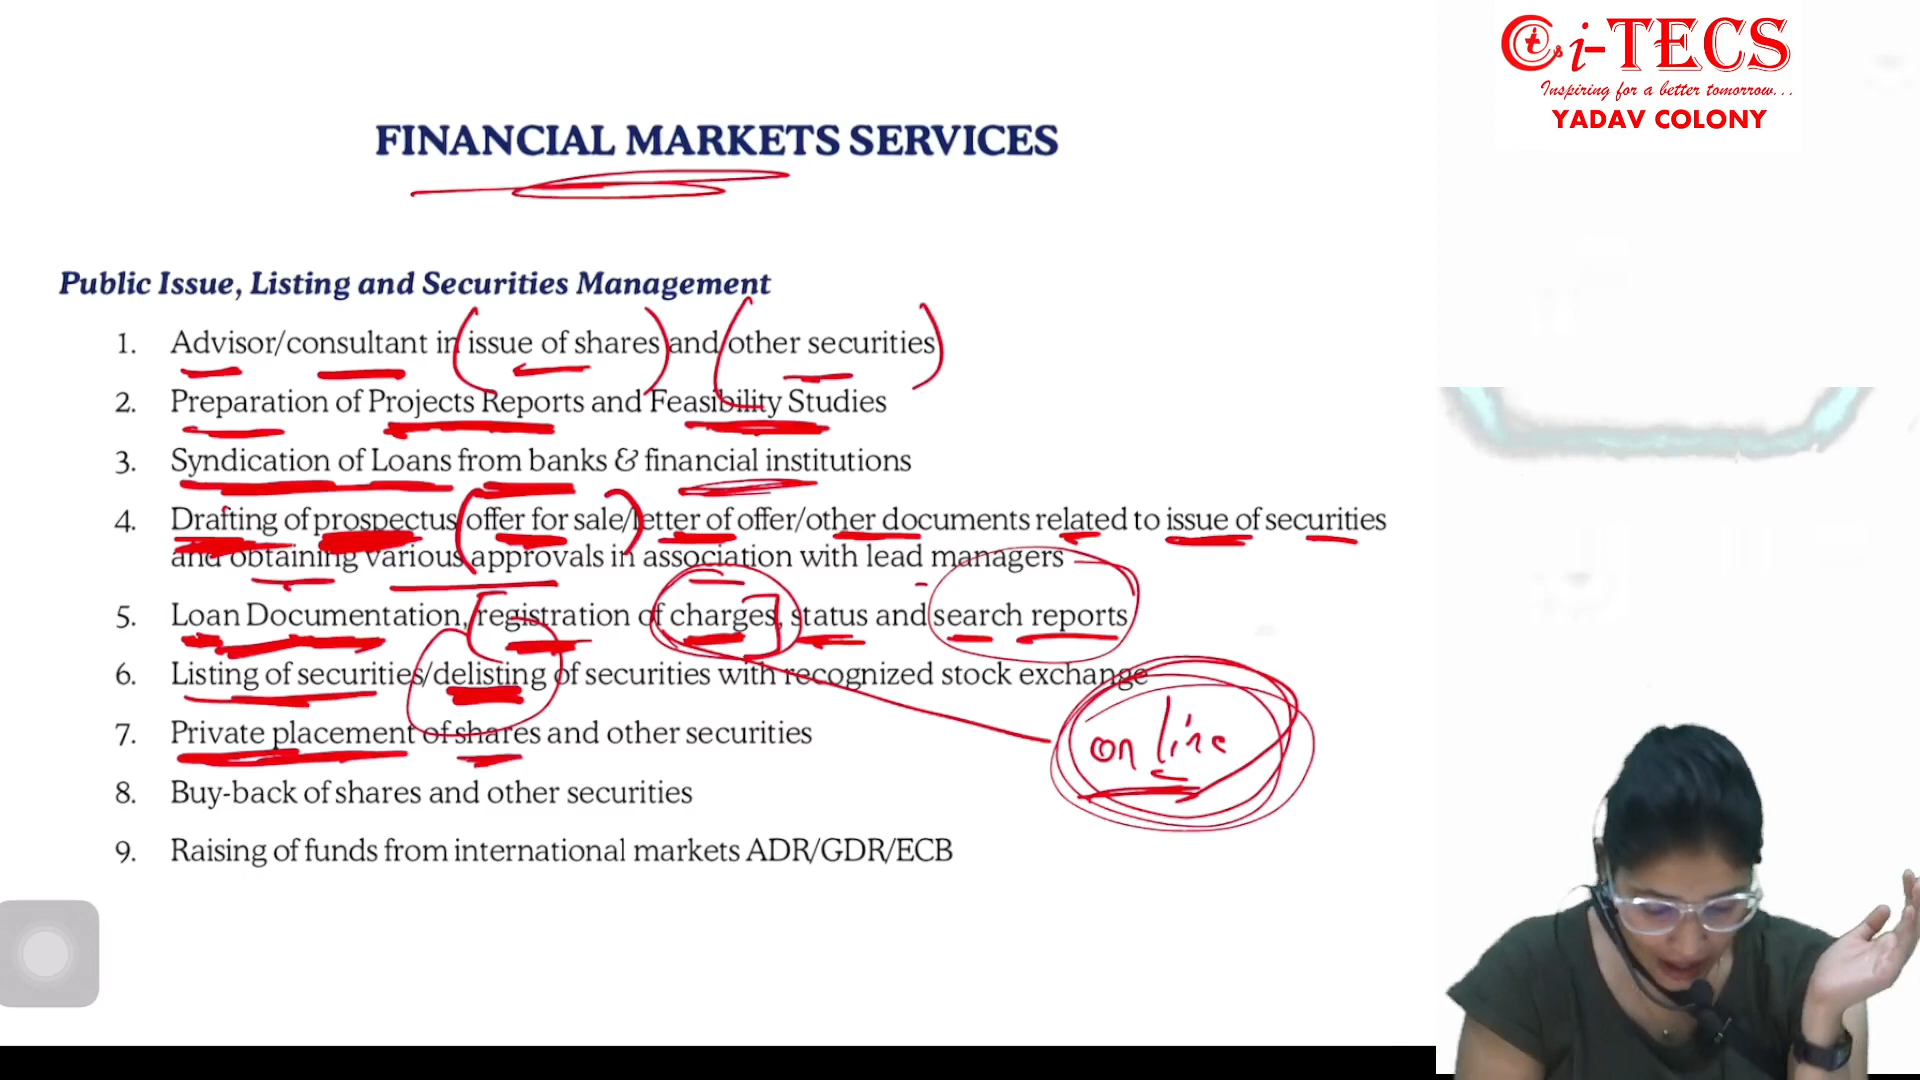 i-TECS
Inspiring for a better tomorrow...
YADAV COLONY
FINANCIAL MARKETS SERVICES
Public Issue, Listing and Securities Management
1. Advisor/consultant in issue of shares and other securities
2. Preparation of Projects Reports and Feasibility Studies
3. Syndication of Loans from banks & financial institutions
4. Drafting of prospectus/offer for sale/letter of offer/other documents related to issue of securities
and obtaining various approvals in association with lead managers
5. Loan Documentation, registration of charges, status and search reports
6. Listing of securities/delisting of securities with recognized stock exchange
7. Private placement of shares and other securities
on line
8. Buy-back of shares and other securities
9. Raising of funds from international markets ADR/GDR/ECB